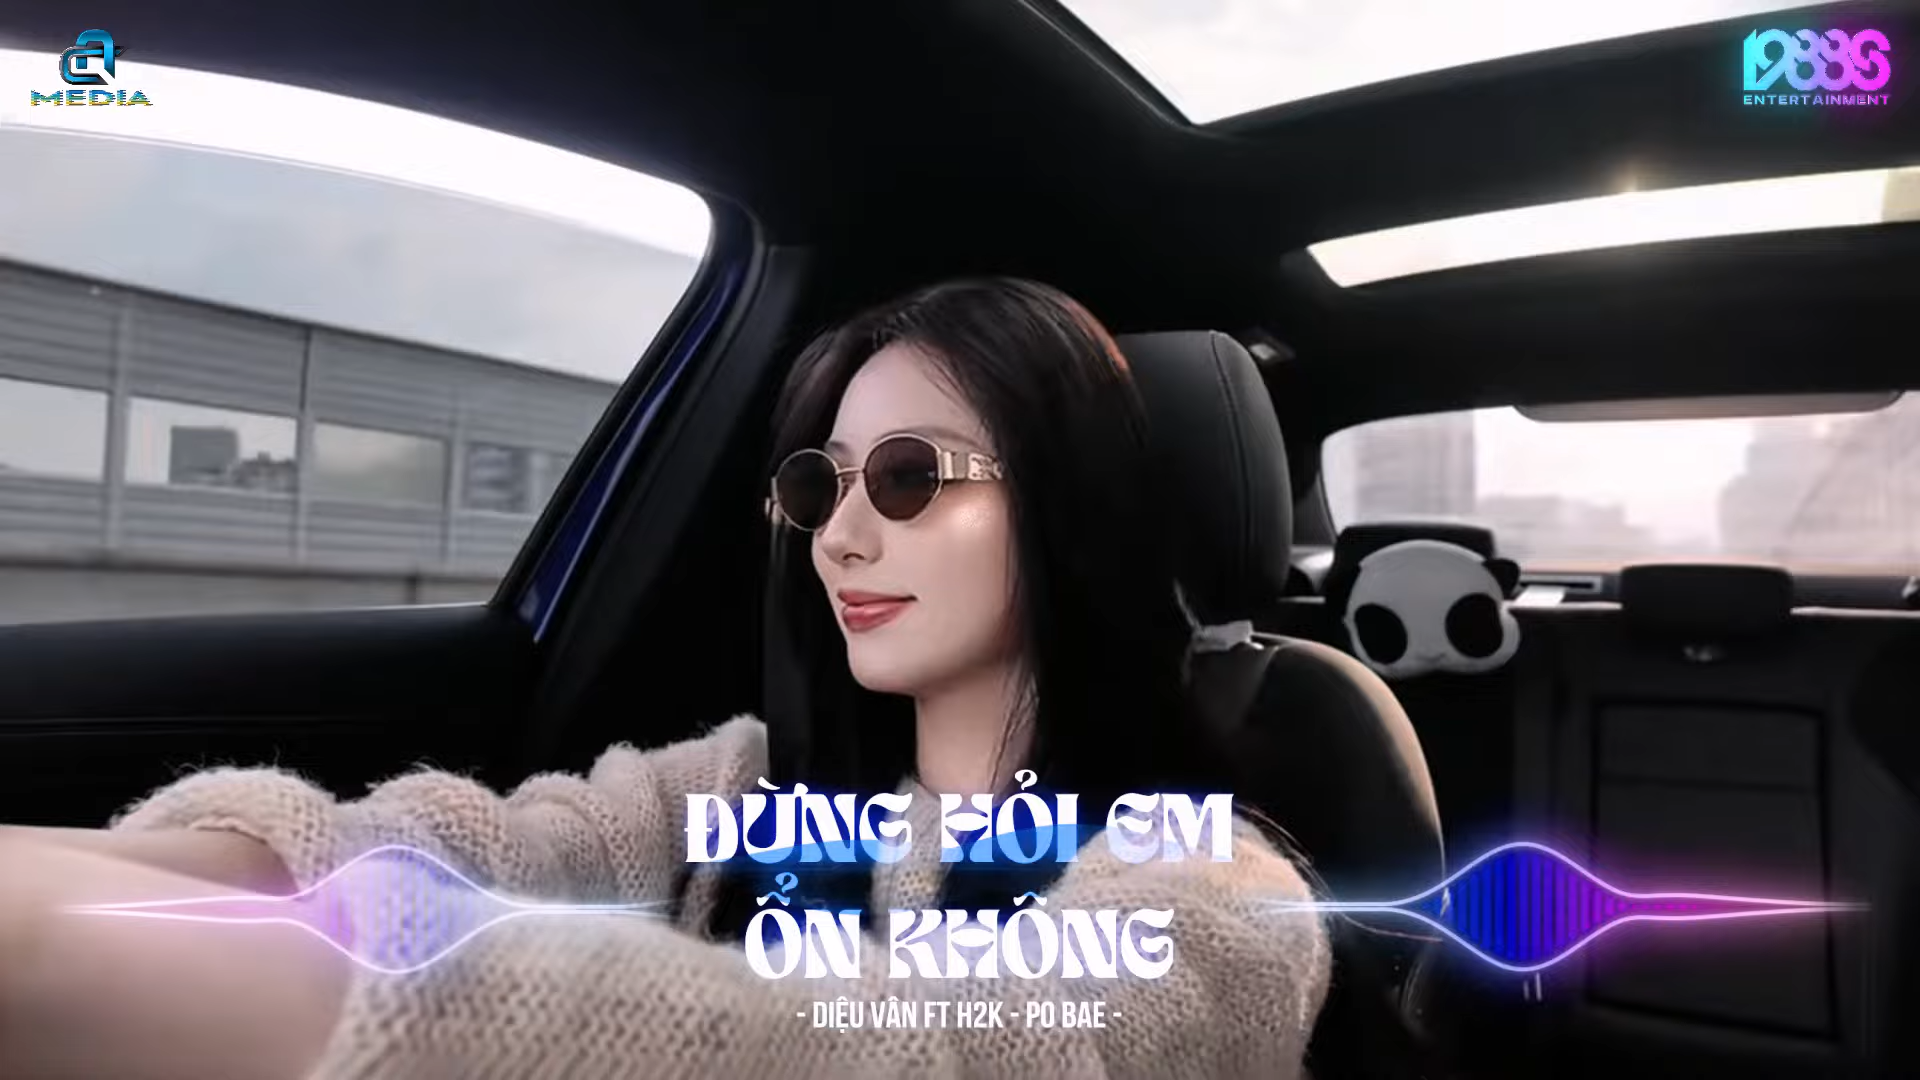 MEDIA
1988S
ENTERTAINMENT
ĐỪNG HỎI EM
ỔN KHÔNG
- DIỆU VÂN FT H2K - PO BAE -